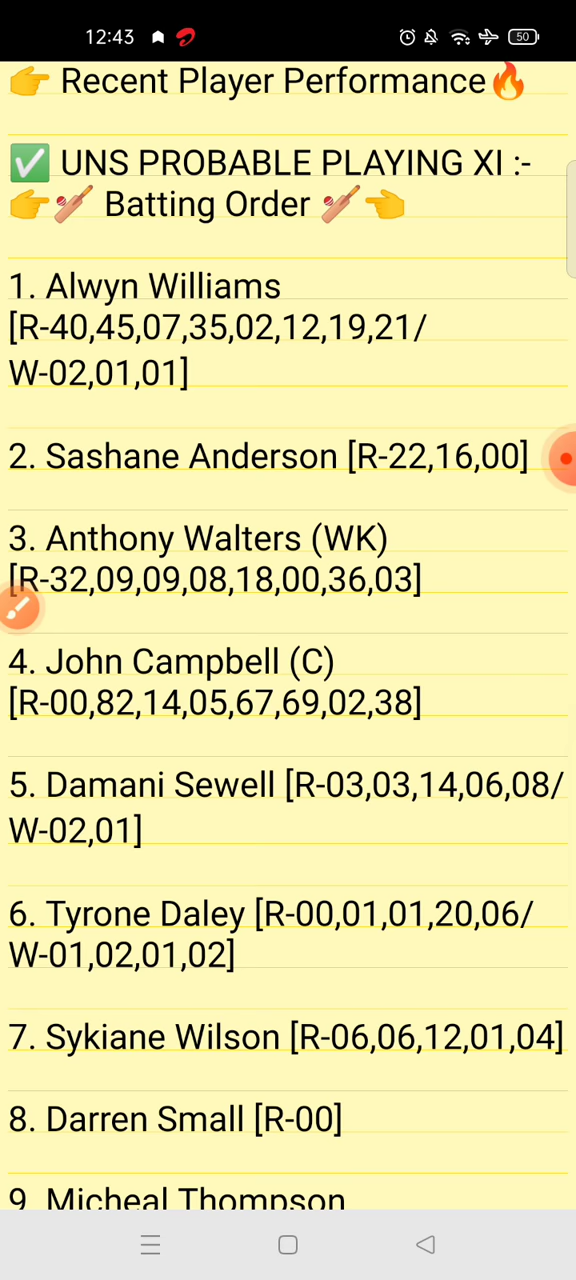 12:43
50
👉 Recent Player Performance🔥
✅ UNS PROBABLE PLAYING XI :-
👉🏏 Batting Order 🏏👈
1. Alwyn Williams
[R-40,45,07,35,02,12,19,21/
W-02,01,01]
2. Sashane Anderson [R-22,16,00]
3. Anthony Walters (WK)
[R-32,09,09,08,18,00,36,03]
4. John Campbell (C)
[R-00,82,14,05,67,69,02,38]
5. Damani Sewell [R-03,03,14,06,08/
W-02,01]
6. Tyrone Daley [R-00,01,01,20,06/
W-01,02,01,02]
7. Sykiane Wilson [R-06,06,12,01,04]
8. Darren Small [R-00]
9. Micheal Thompson